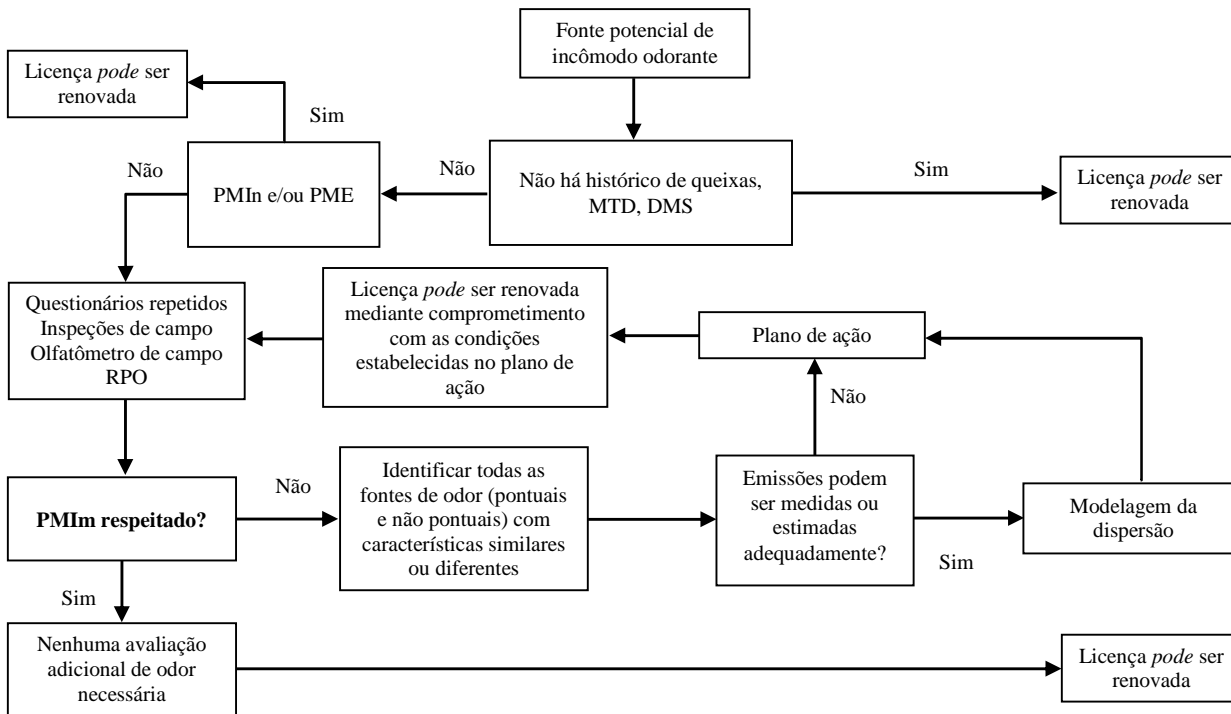 Fonte potencial de
incômodo odorante
Licença pode ser
renovada
Sim
Não
PMIn e/ou PME
Não
Não há histórico de queixas,
MTD, DMS
Sim
Licença pode ser
renovada
Questionários repetidos
Inspeções de campo
Olfatômetro de campo
RPO
Licença pode ser renovada
mediante comprometimento
com as condições
estabelecidas no plano de
ação
Plano de ação
Não
PMIm respeitado?
Não
Identificar todas as
fontes de odor (pontuais
e não pontuais) com
características similares
ou diferentes
Emissões podem
ser medidas ou
estimadas
adequadamente?
Sim
Modelagem da
dispersão
Sim
Nenhuma avaliação
adicional de odor
necessária
Licença pode ser
renovada